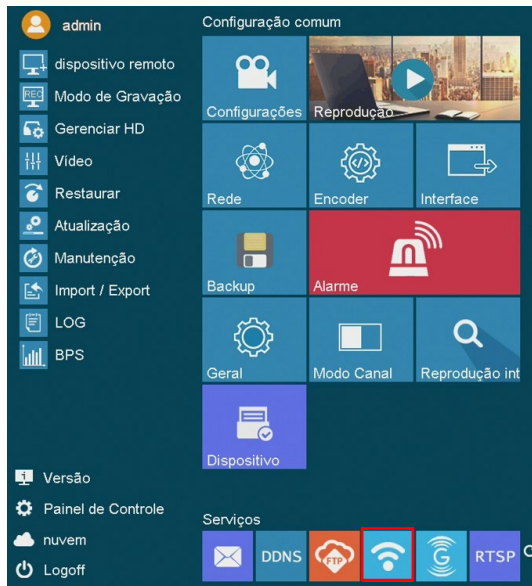 admin
dispositivo remoto
REC
Modo de Gravação
Gerenciar HD
Vídeo
Restaurar
Atualização
Manutenção
Import / Export
LOG
BPS
Versão
Painel de Controle
nuvem
Logoff
Configuração comum
Configurações
Reprodução
Rede
Encoder
Interface
Backup
Alarme
Geral
Modo Canal
Reprodução int
Dispositivo
Serviços
DDNS
FTP
G
RTSP